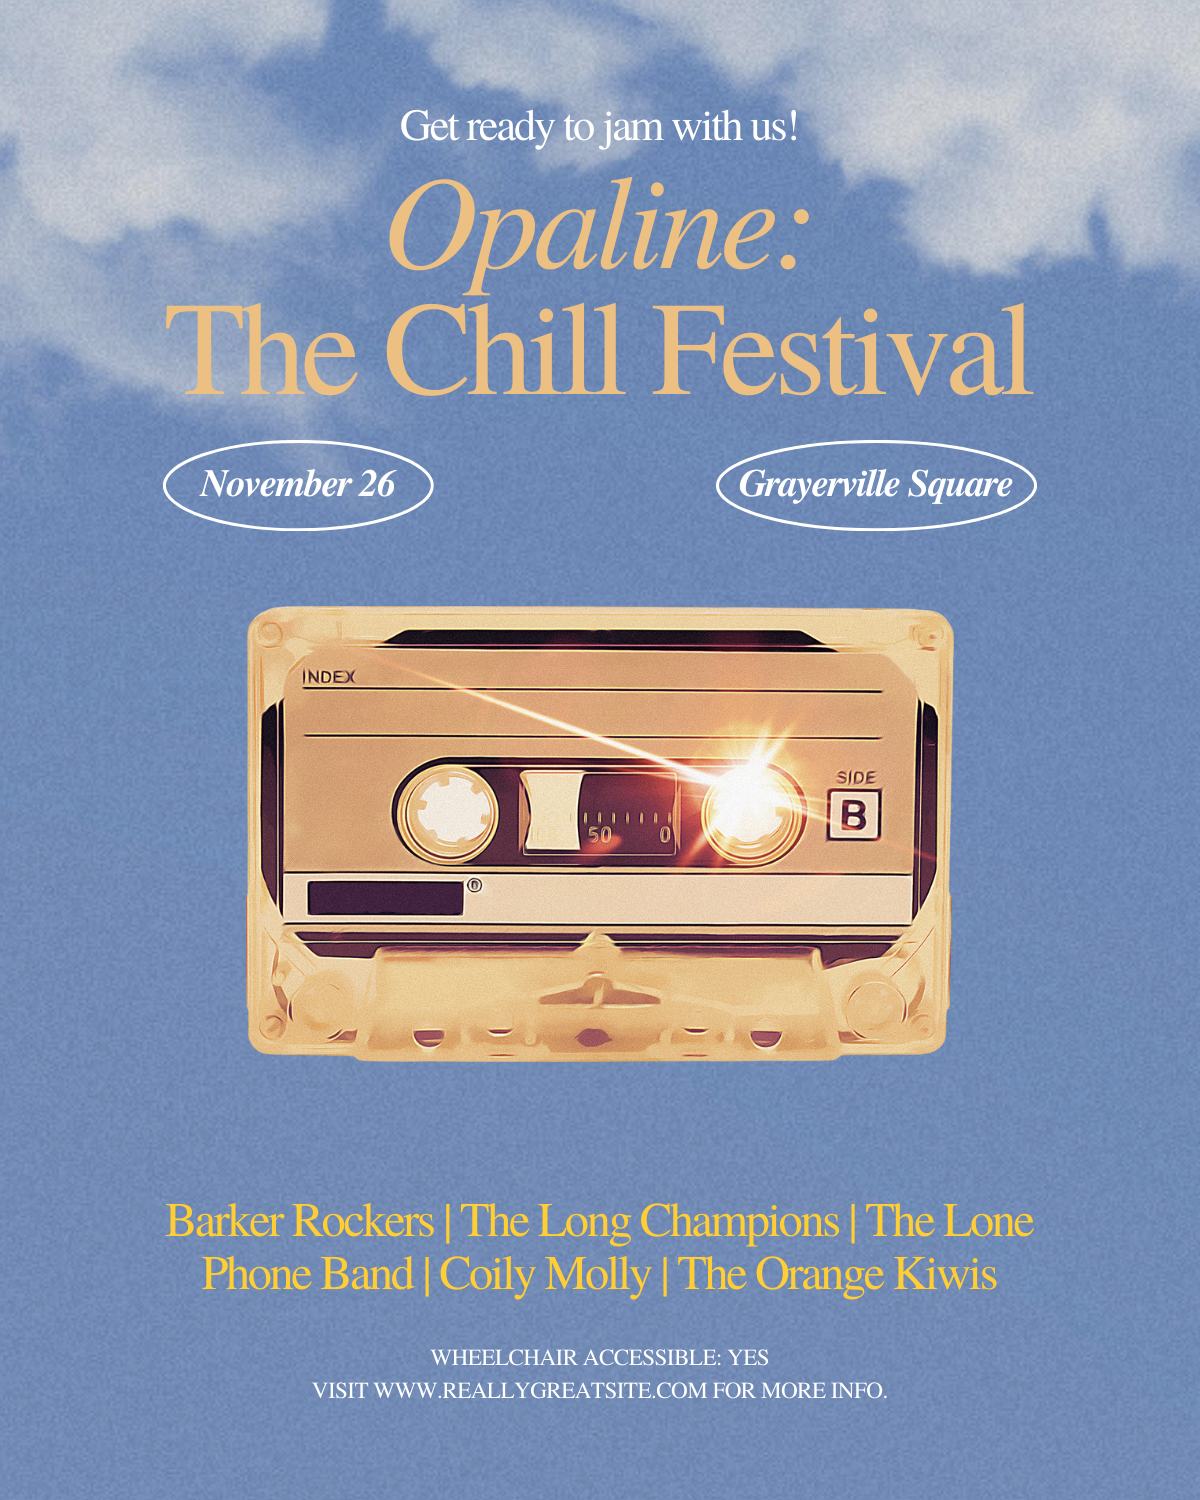 Get ready to jam with us!
Opaline:
The Chill Festival
November 26
Grayerville Square
INDEX
SIDE
B
50 0
®
Barker Rockers | The Long Champions | The Lone
Phone Band | Coily Molly | The Orange Kiwis
WHEELCHAIR ACCESSIBLE: YES
VISIT WWW.REALLYGREATSITE.COM FOR MORE INFO.